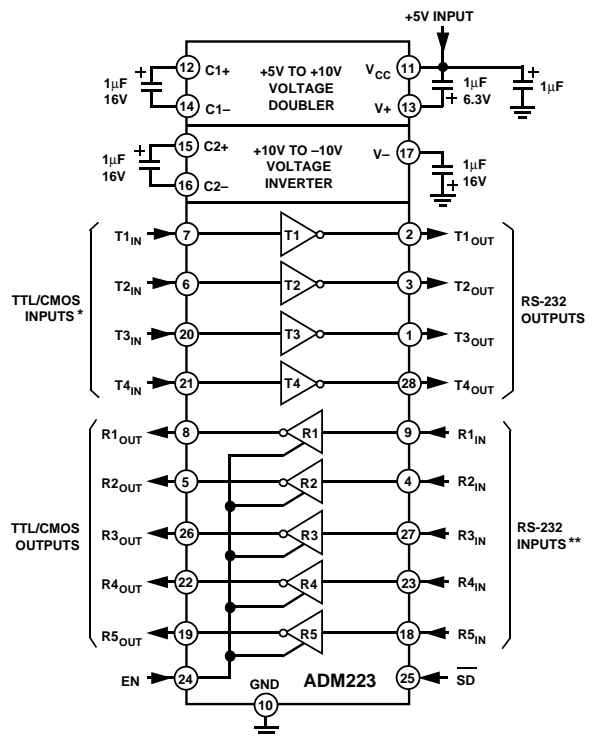 +5V INPUT
12 C1+ +5V TO +10V VCC 11
1µF + VOLTAGE + 1µF + 1µF
16V DOUBLER 6.3V
14 C1– V+ 13
15 C2+ +10V TO –10V V– 17
1µF + VOLTAGE 1µF
16V INVERTER + 16V
16 C2–
T1IN 7 T1 2 T1OUT
T2IN 6 T2 3 T2OUT
TTL/CMOS RS-232
INPUTS* OUTPUTS
T3IN 20 T3 1 T3OUT
T4IN 21 T4 28 T4OUT
R1OUT 8 R1 9 R1IN
R2OUT 5 R2 4 R2IN
TTL/CMOS RS-232
OUTPUTS INPUTS**
R3OUT 26 R3 27 R3IN
R4OUT 22 R4 23 R4IN
R5OUT 19 R5 18 R5IN
EN 24 GND ADM223 25 SD
10